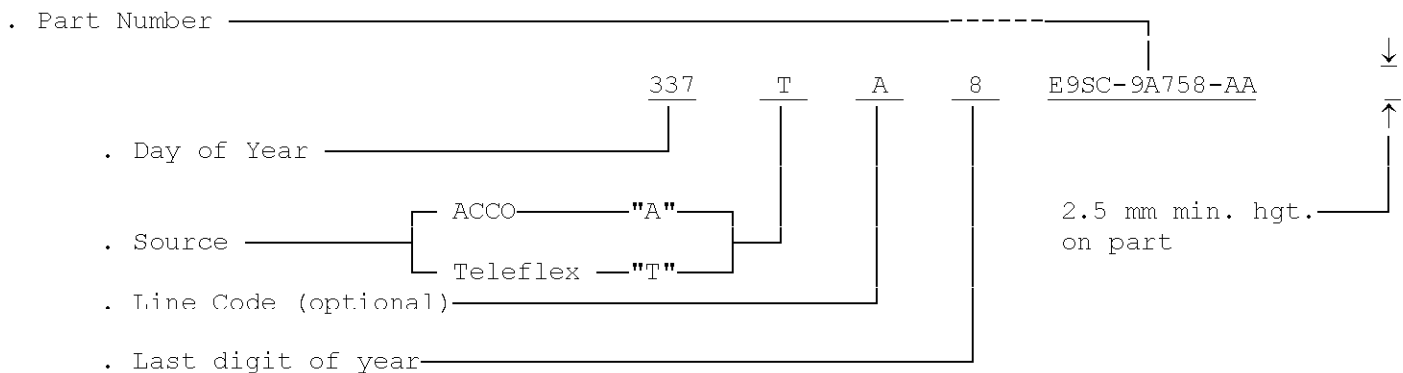 . Part Number
337 T A 8 E9SC-9A758-AA
. Day of Year
ACCO "A"
2.5 mm min. hgt.
. Source
on part
Teleflex "T"
. Line Code (optional)
. Last digit of year